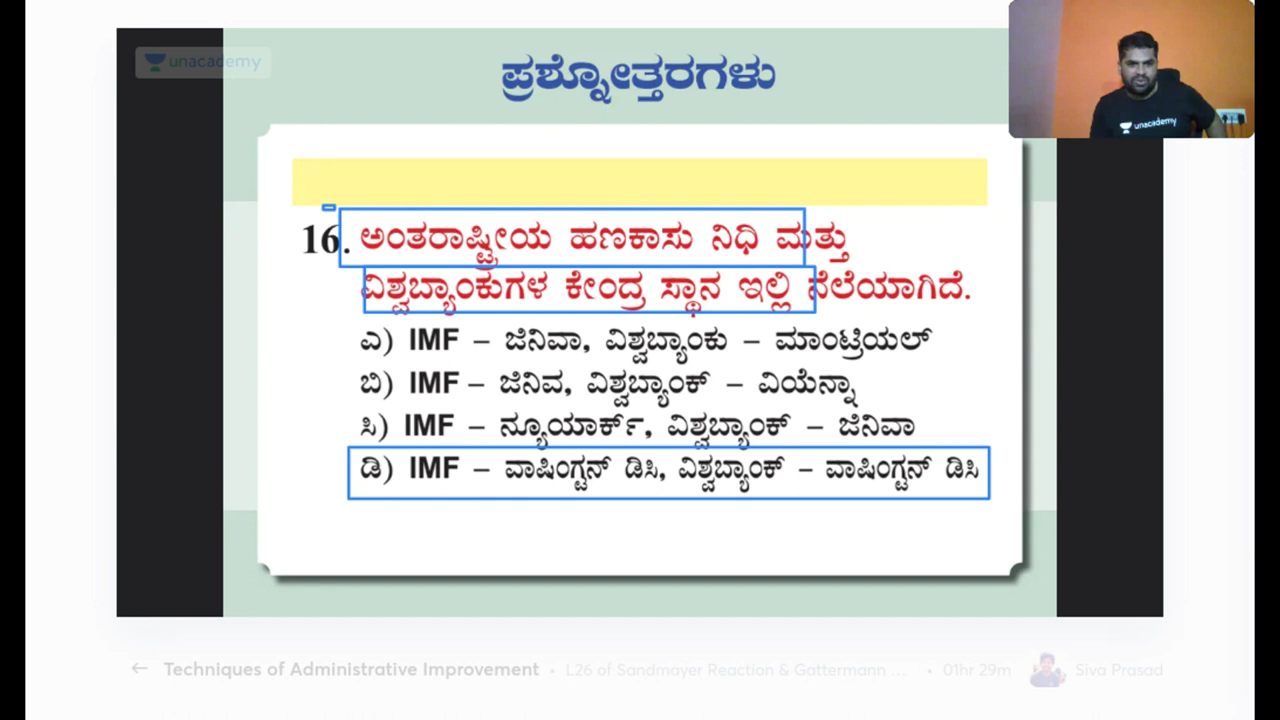 unacademy
ಪ್ರಶ್ನೋತ್ತರಗಳು
unacademy
16. ಅಂತರಾಷ್ಟ್ರೀಯ ಹಣಕಾಸು ನಿಧಿ ಮತ್ತು
ವಿಶ್ವಬ್ಯಾಂಕುಗಳ ಕೇಂದ್ರ ಸ್ಥಾನ ಇಲ್ಲಿ ನೆಲೆಯಾಗಿದೆ.
ಎ) IMF – ಜಿನಿವಾ, ವಿಶ್ವಬ್ಯಾಂಕು – ಮಾಂಟ್ರಿಯಲ್
ಬಿ) IMF – ಜಿನಿವ, ವಿಶ್ವಬ್ಯಾಂಕ್ – ವಿಯೆನ್ನಾ
ಸಿ) IMF – ನ್ಯೂಯಾರ್ಕ್, ವಿಶ್ವಬ್ಯಾಂಕ್ – ಜಿನಿವಾ
ಡಿ) IMF – ವಾಷಿಂಗ್ಟನ್ ಡಿಸಿ, ವಿಶ್ವಬ್ಯಾಂಕ್ – ವಾಷಿಂಗ್ಟನ್ ಡಿಸಿ
← Techniques of Administrative Improvement • L26 of Sandmayer Reaction & Gattermann ... • 01hr 29m Siva Prasad